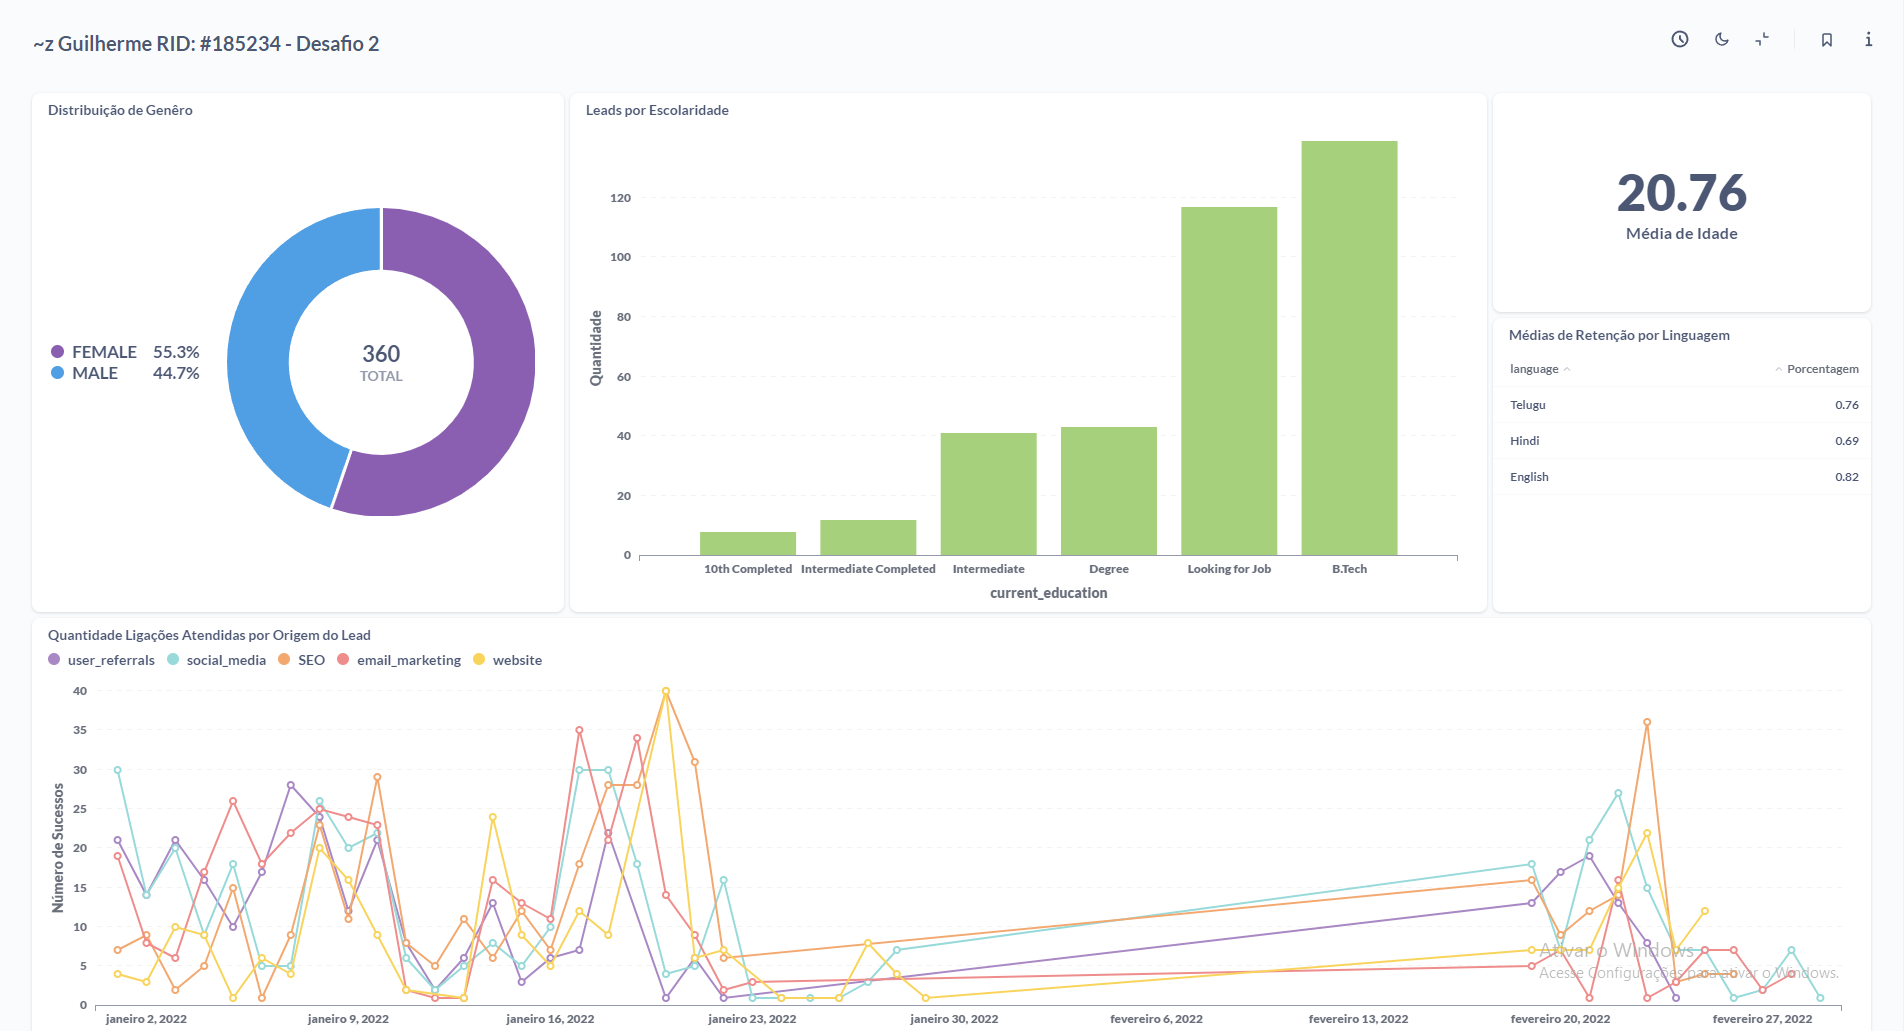 ~z Guilherme RID: #185234 - Desafio 2
Distribuição de Genêro
FEMALE 55.3%
MALE 44.7%
360
TOTAL
Leads por Escolaridade
Quantidade
120
100
80
60
40
20
0
10th Completed Intermediate Completed Intermediate Degree Looking for Job B.Tech
current_education
20.76
Média de Idade
Médias de Retenção por Linguagem
language Porcentagem
Telugu 0.76
Hindi 0.69
English 0.82
Quantidade Ligações Atendidas por Origem do Lead
user_referrals social_media SEO email_marketing website
Número de Sucessos
40
35
30
25
20
15
10
5
0
janeiro 2, 2022 janeiro 9, 2022 janeiro 16, 2022 janeiro 23, 2022 janeiro 30, 2022 fevereiro 6, 2022 fevereiro 13, 2022 fevereiro 20, 2022 fevereiro 27, 2022
Ativar o Windows
Acesse Configurações para ativar o Windows.